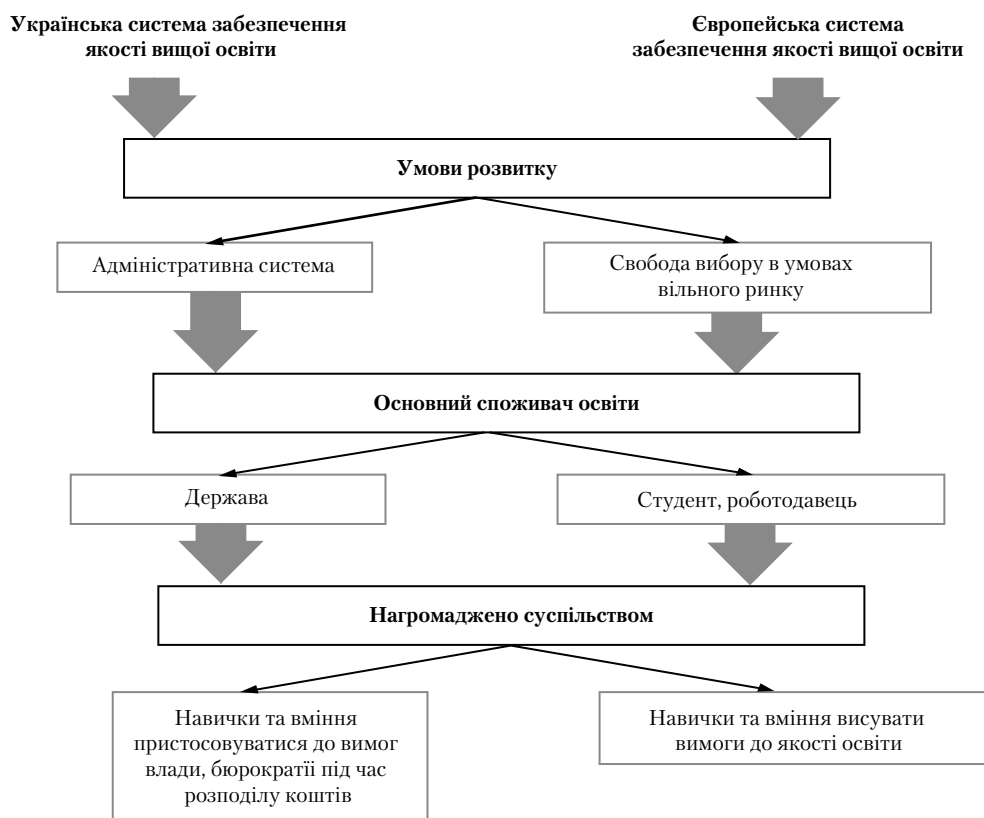 Українська система забезпечення
якості вищої освіти
Європейська система
забезпечення якості вищої освіти
Умови розвитку
Адміністративна система
Свобода вибору в умовах
вільного ринку
Основний споживач освіти
Держава
Студент, роботодавець
Нагромаджено суспільством
Навички та вміння
пристосовуватися до вимог
влади, бюрократії під час
розподілу коштів
Навички та вміння висувати
вимоги до якості освіти